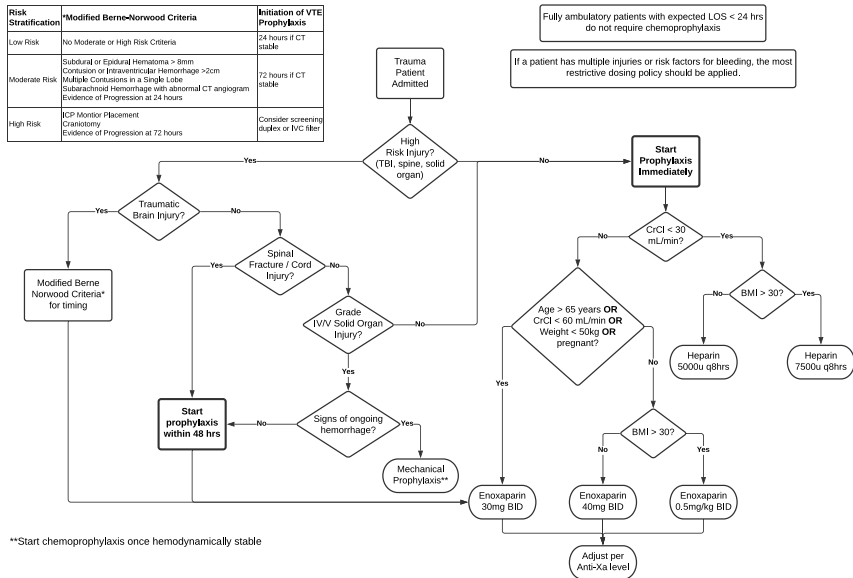 Risk Stratification
*Modified Berne-Norwood Criteria
Initiation of VTE Prophylaxis
Low Risk
No Moderate or High Risk Crtiteria
24 hours if CT stable
Moderate Risk
Subdural or Epidural Hematoma > 8mm
Contusion or Intraventricular Hemorrhage >2cm
Multiple Contusions in a Single Lobe
Subarachnoid Hemorrhage with abnormal CT angiogram
Evidence of Progression at 24 hours
72 hours if CT stable
High Risk
ICP Montior Placement
Craniotomy
Evidence of Progression at 72 hours
Consider screening duplex or IVC filter
Fully ambulatory patients with expected LOS < 24 hrs
do not require chemoprophylaxis
If a patient has multiple injuries or risk factors for bleeding, the most
restrictive dosing policy should be applied.
Trauma
Patient
Admitted
High
Risk Injury?
(TBI, spine, solid
organ)
Yes
No
Start
Prophylaxis
Immediately
Traumatic
Brain Injury?
Yes
No
CrCl < 30
mL/min?
No
Yes
Spinal
Fracture / Cord
Injury?
Yes
No
Modified Berne
Norwood Criteria*
for timing
BMI > 30?
No
Yes
Age > 65 years OR
CrCl < 60 mL/min OR
Weight < 50kg OR
pregnant?
Grade
IV/V Solid Organ
Injury?
No
Heparin
5000u q8hrs
Heparin
7500u q8hrs
Yes
Yes
No
Start
prophylaxis
within 48 hrs
No
Signs of ongoing
hemorrhage?
Yes
BMI > 30?
No
Yes
Mechanical
Prophylaxis**
Enoxaparin
30mg BID
Enoxaparin
40mg BID
Enoxaparin
0.5mg/kg BID
**Start chemoprophylaxis once hemodynamically stable
Adjust per
Anti-Xa level